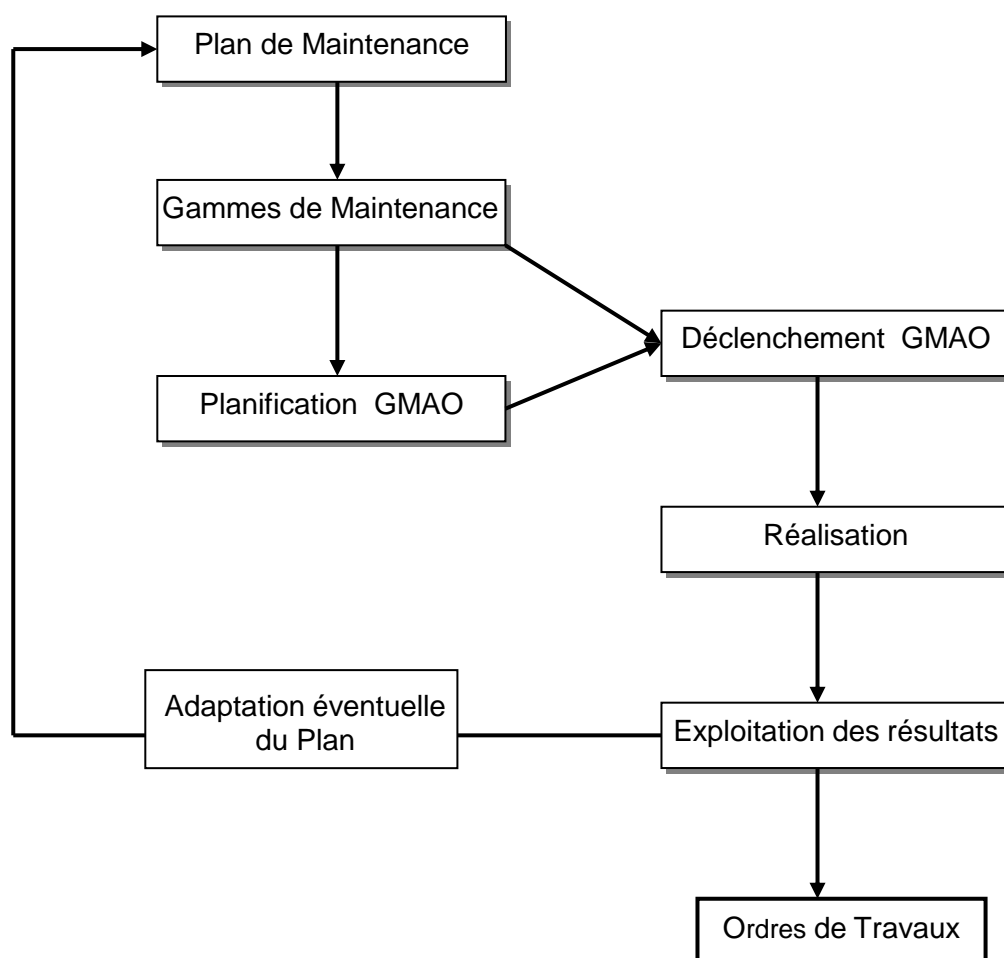 Plan de Maintenance
Gammes de Maintenance
Déclenchement GMAO
Planification GMAO
Réalisation
Adaptation éventuelle
du Plan
Exploitation des résultats
Ordres de Travaux